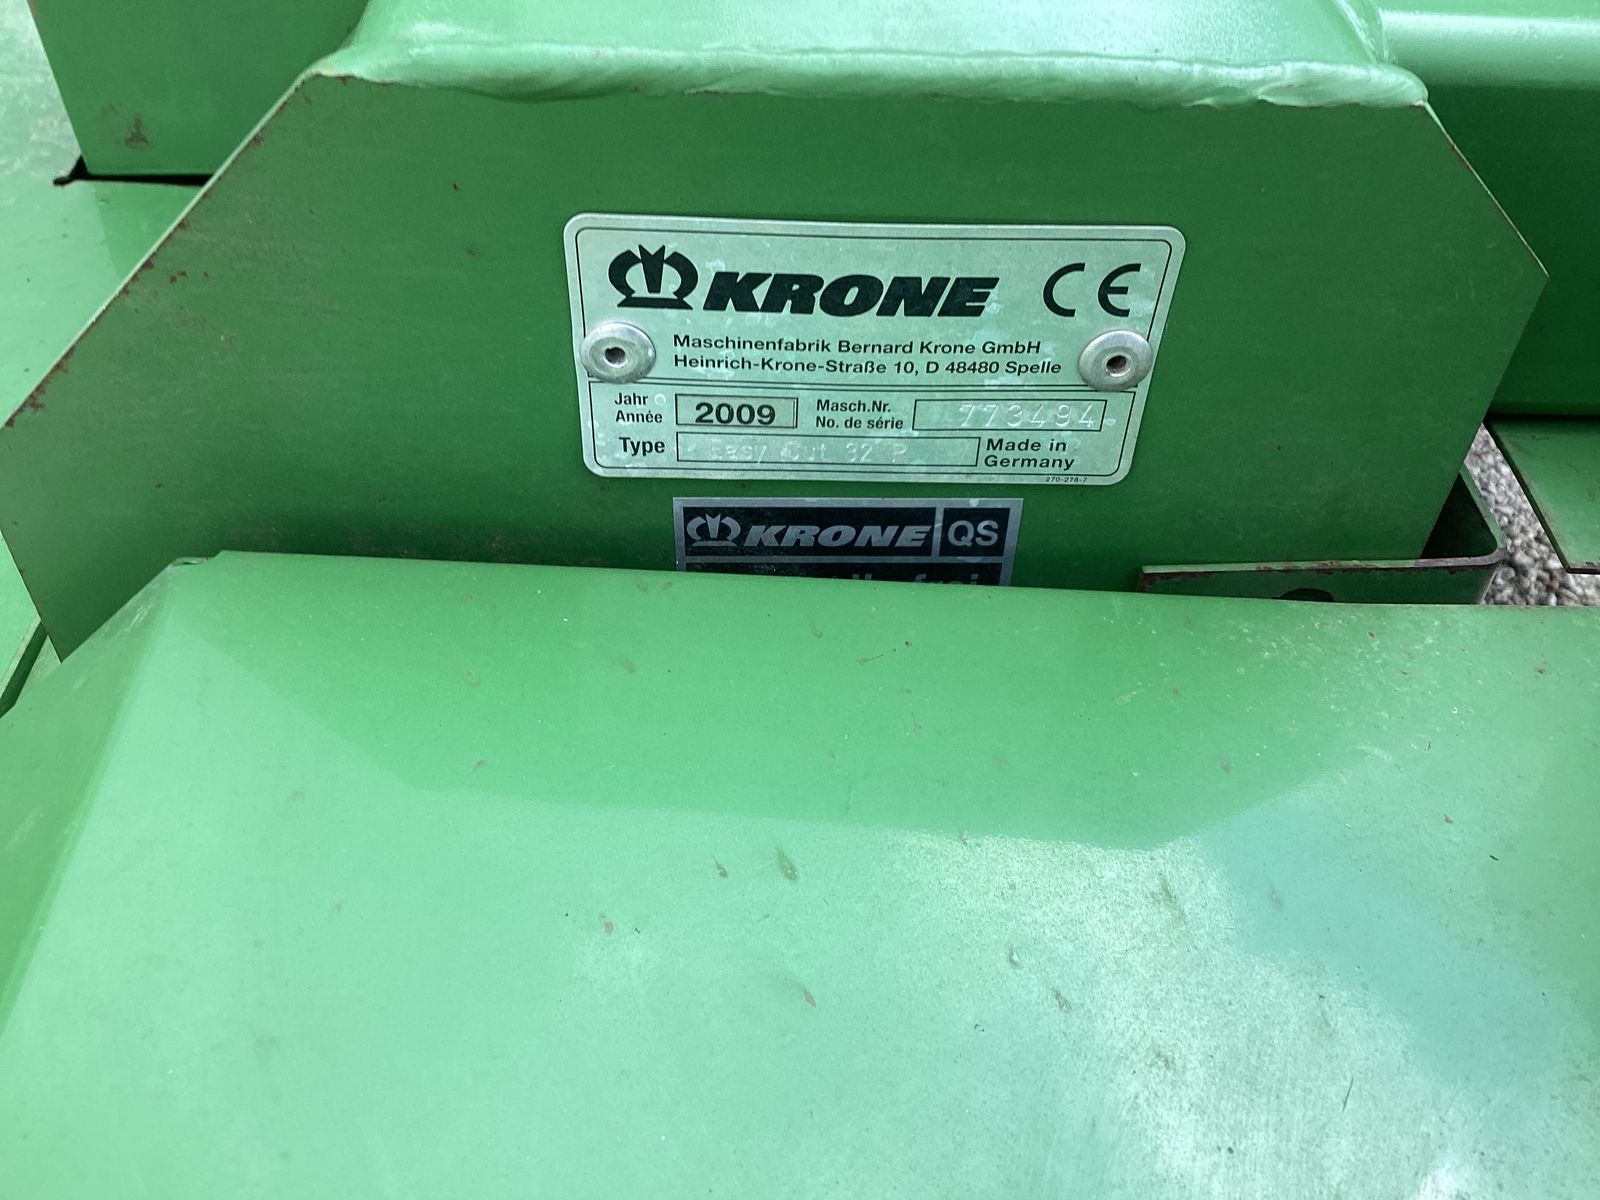 KRONE CE
Maschinenfabrik Bernard Krone GmbH
Heinrich-Krone-Straße 10, D 48480 Spelle
Jahr
Année
2009
Masch.Nr.
No. de série
773494
Type
Easy Cut 32 P
Made in
Germany
270-278-7
KRONE QS
frei